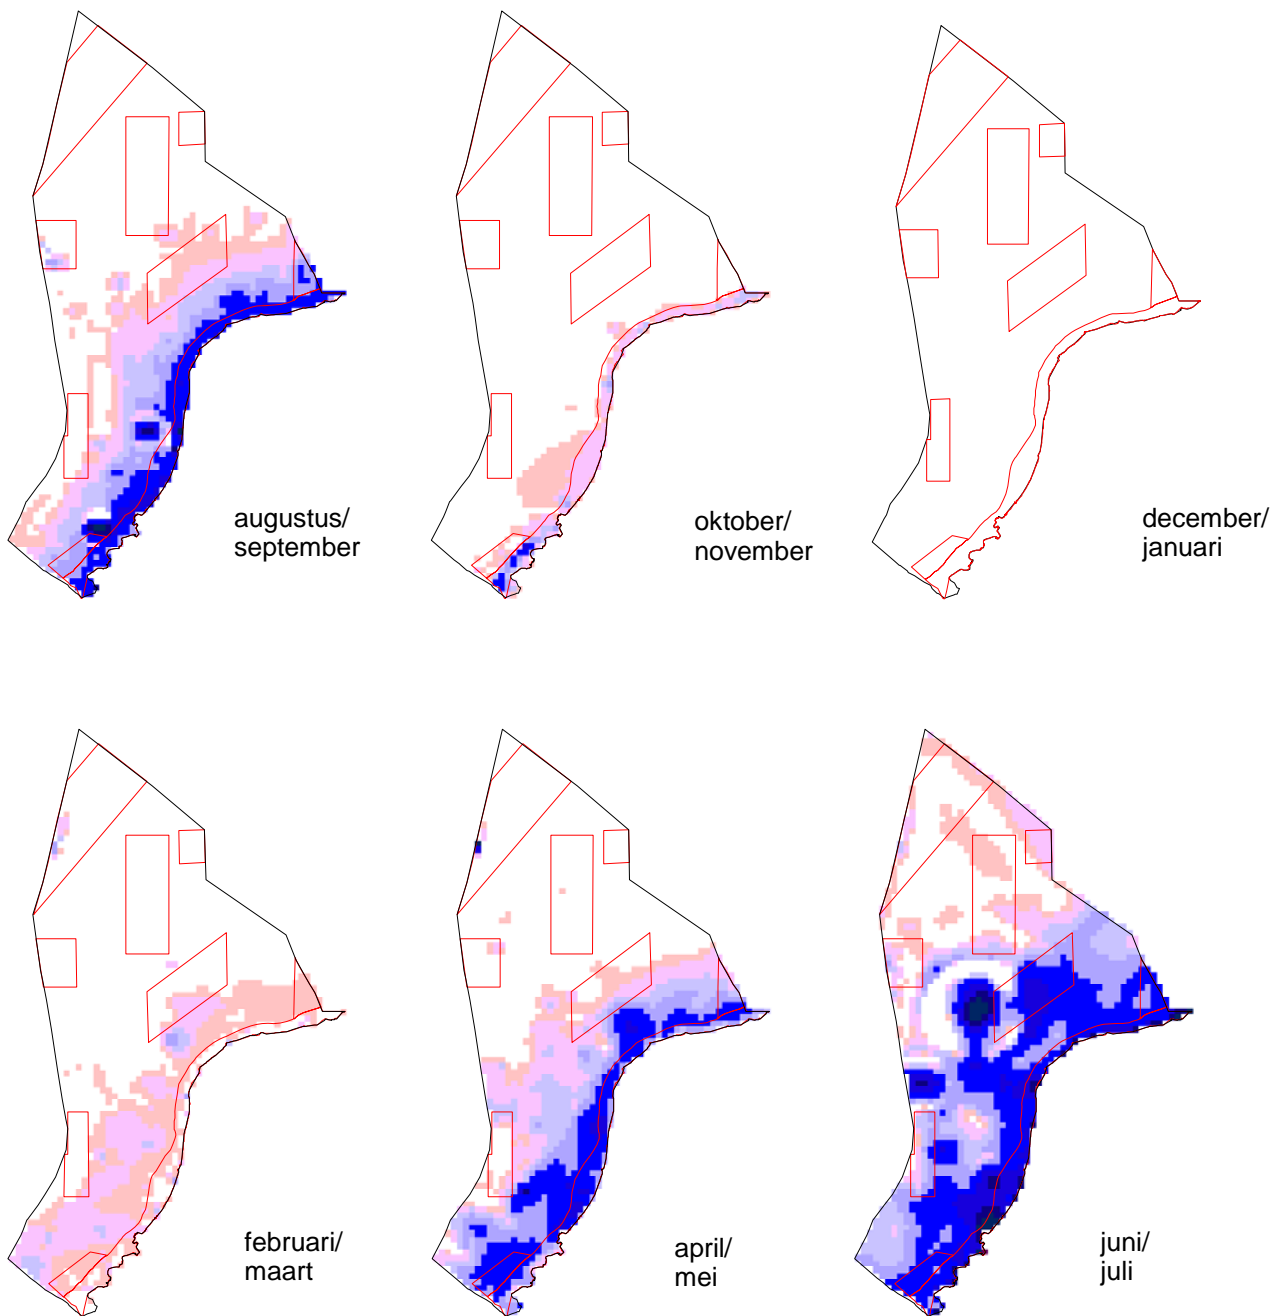 augustus/
september
oktober/
november
december/
januari
februari/
maart
april/
mei
juni/
juli